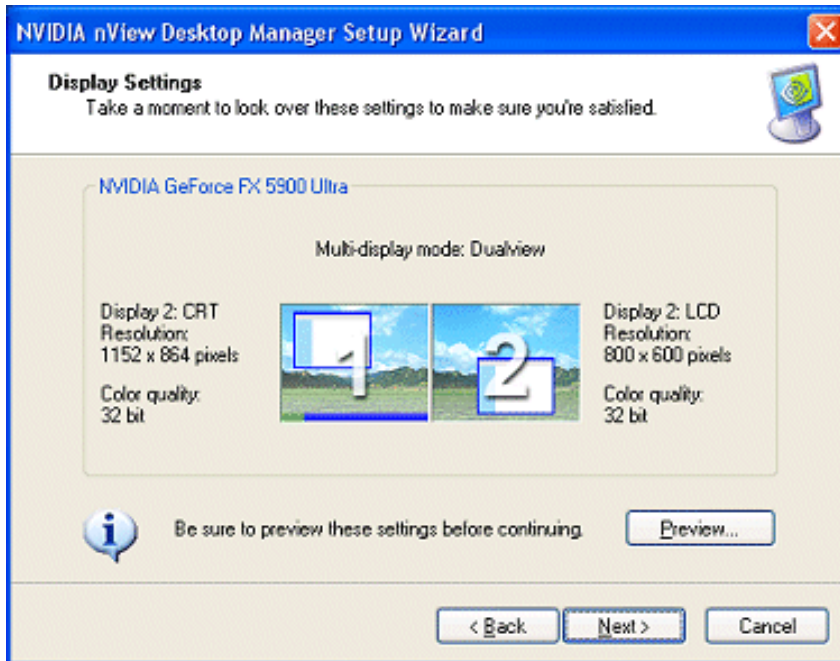 NVIDIA nView Desktop Manager Setup Wizard
Display Settings
Take a moment to look over these settings to make sure you're satisfied.
NVIDIA GeForce FX 5900 Ultra
Multi-display mode: Dualview
Display 2: CRT
Resolution:
1152 x 864 pixels
Color quality:
32 bit
1
2
Display 2: LCD
Resolution:
800 x 600 pixels
Color quality:
32 bit
Be sure to preview these settings before continuing.
Preview...
< Back
Next >
Cancel